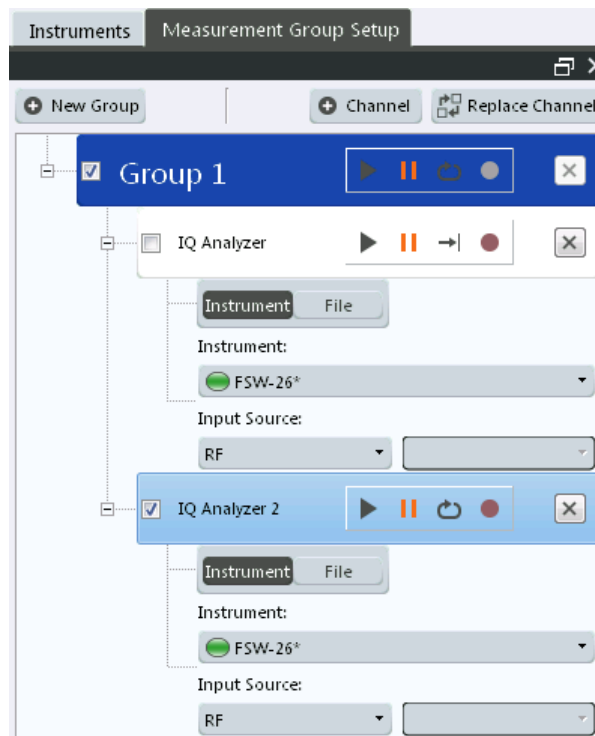 Instruments Measurement Group Setup
New Group Channel Replace Channel
Group 1
IQ Analyzer
Instrument File
Instrument:
FSW-26*
Input Source:
RF
IQ Analyzer 2
Instrument File
Instrument:
FSW-26*
Input Source:
RF